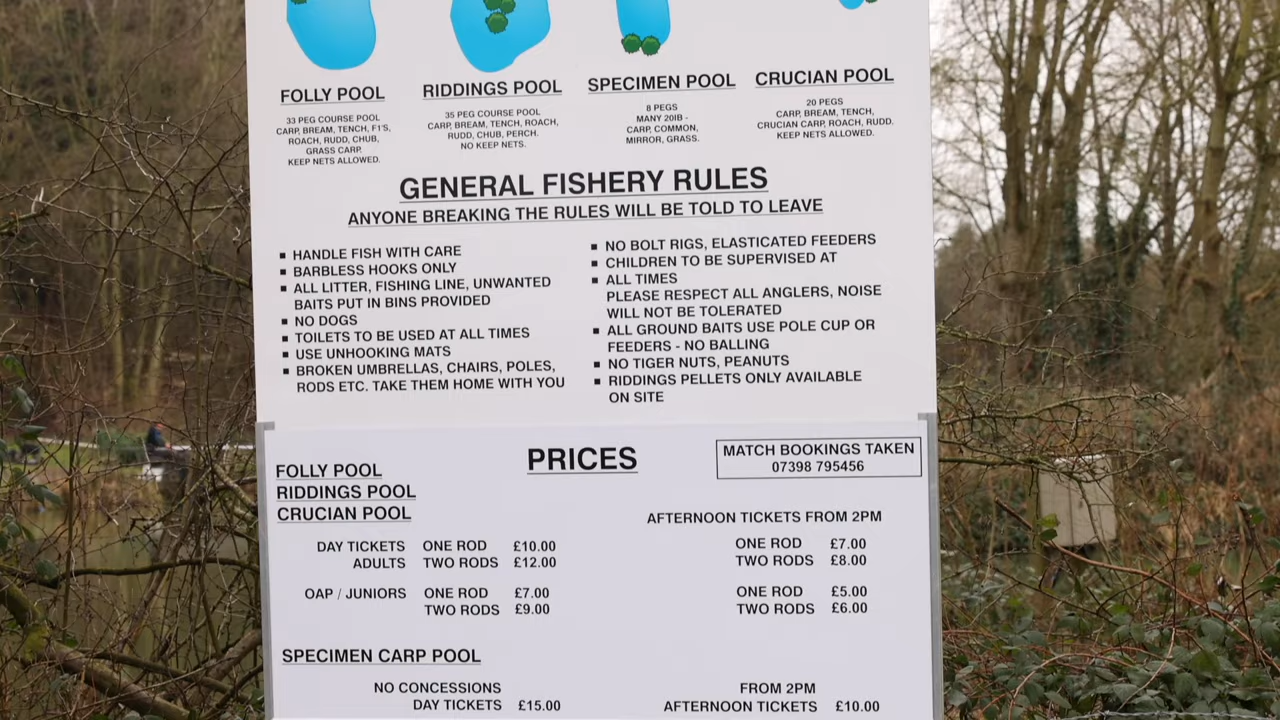 FOLLY POOL
33 PEG COURSE POOL
CARP, BREAM, TENCH, F1'S,
ROACH, RUDD, CHUB,
GRASS CARP.
KEEP NETS ALLOWED.
RIDDINGS POOL
35 PEG COURSE POOL
CARP, BREAM, TENCH, ROACH,
RUDD, CHUB, PERCH.
NO KEEP NETS.
SPECIMEN POOL
8 PEGS
MANY 20IB -
CARP, COMMON,
MIRROR, GRASS.
CRUCIAN POOL
20 PEGS
CARP, BREAM, TENCH,
CRUCIAN CARP, ROACH, RUDD.
KEEP NETS ALLOWED.
GENERAL FISHERY RULES
ANYONE BREAKING THE RULES WILL BE TOLD TO LEAVE
▪ HANDLE FISH WITH CARE
▪ BARBLESS HOOKS ONLY
▪ ALL LITTER, FISHING LINE, UNWANTED
BAITS PUT IN BINS PROVIDED
▪ NO DOGS
▪ TOILETS TO BE USED AT ALL TIMES
▪ USE UNHOOKING MATS
▪ BROKEN UMBRELLAS, CHAIRS, POLES,
RODS ETC. TAKE THEM HOME WITH YOU
▪ NO BOLT RIGS, ELASTICATED FEEDERS
▪ CHILDREN TO BE SUPERVISED AT
▪ ALL TIMES
PLEASE RESPECT ALL ANGLERS, NOISE
WILL NOT BE TOLERATED
▪ ALL GROUND BAITS USE POLE CUP OR
FEEDERS - NO BALLING
▪ NO TIGER NUTS, PEANUTS
▪ RIDDINGS PELLETS ONLY AVAILABLE
ON SITE
PRICES
MATCH BOOKINGS TAKEN
07398 795456
FOLLY POOL
RIDDINGS POOL
CRUCIAN POOL
AFTERNOON TICKETS FROM 2PM
DAY TICKETS ONE ROD £10.00 ONE ROD £7.00
ADULTS TWO RODS £12.00 TWO RODS £8.00
OAP / JUNIORS ONE ROD £7.00 ONE ROD £5.00
TWO RODS £9.00 TWO RODS £6.00
SPECIMEN CARP POOL
NO CONCESSIONS FROM 2PM
DAY TICKETS £15.00 AFTERNOON TICKETS £10.00